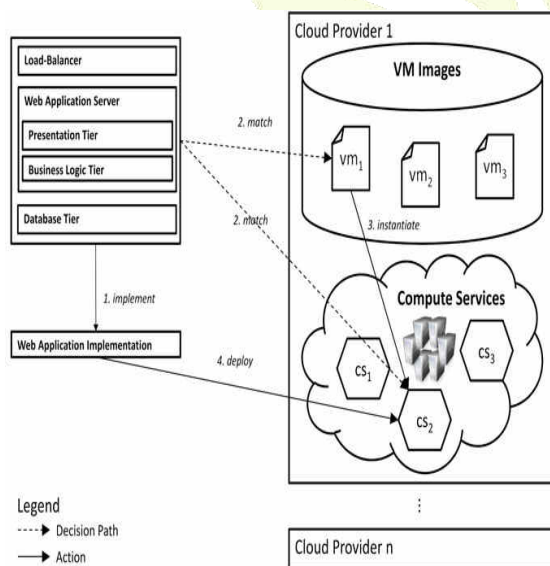 Cloud Provider 1
Load-Balancer
Web Application Server
Presentation Tier
Business Logic Tier
Database Tier
VM Images
vm1
vm2
vm3
2. match
2. match
3. instantiate
1. implement
Compute Services
cs1
cs2
cs3
Web Application Implementation
4. deploy
Legend
Decision Path
Action
Cloud Provider n